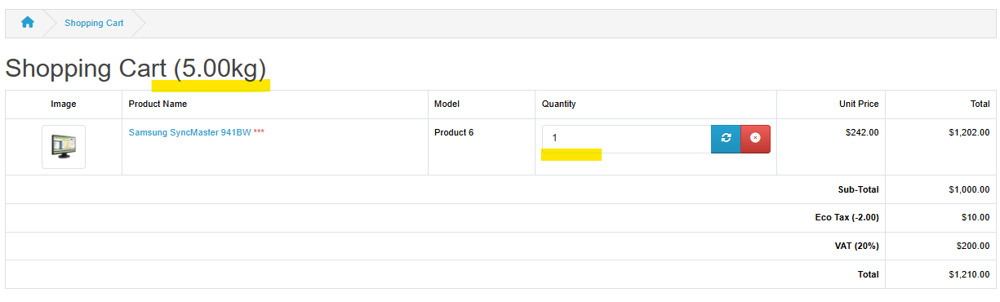 Shopping Cart
Shopping Cart (5.00kg)
Image Product Name Model Quantity Unit Price Total
Samsung SyncMaster 941BW *** Product 6 1 $242.00 $1,202.00
Sub-Total $1,000.00
Eco Tax (-2.00) $10.00
VAT (20%) $200.00
Total $1,210.00